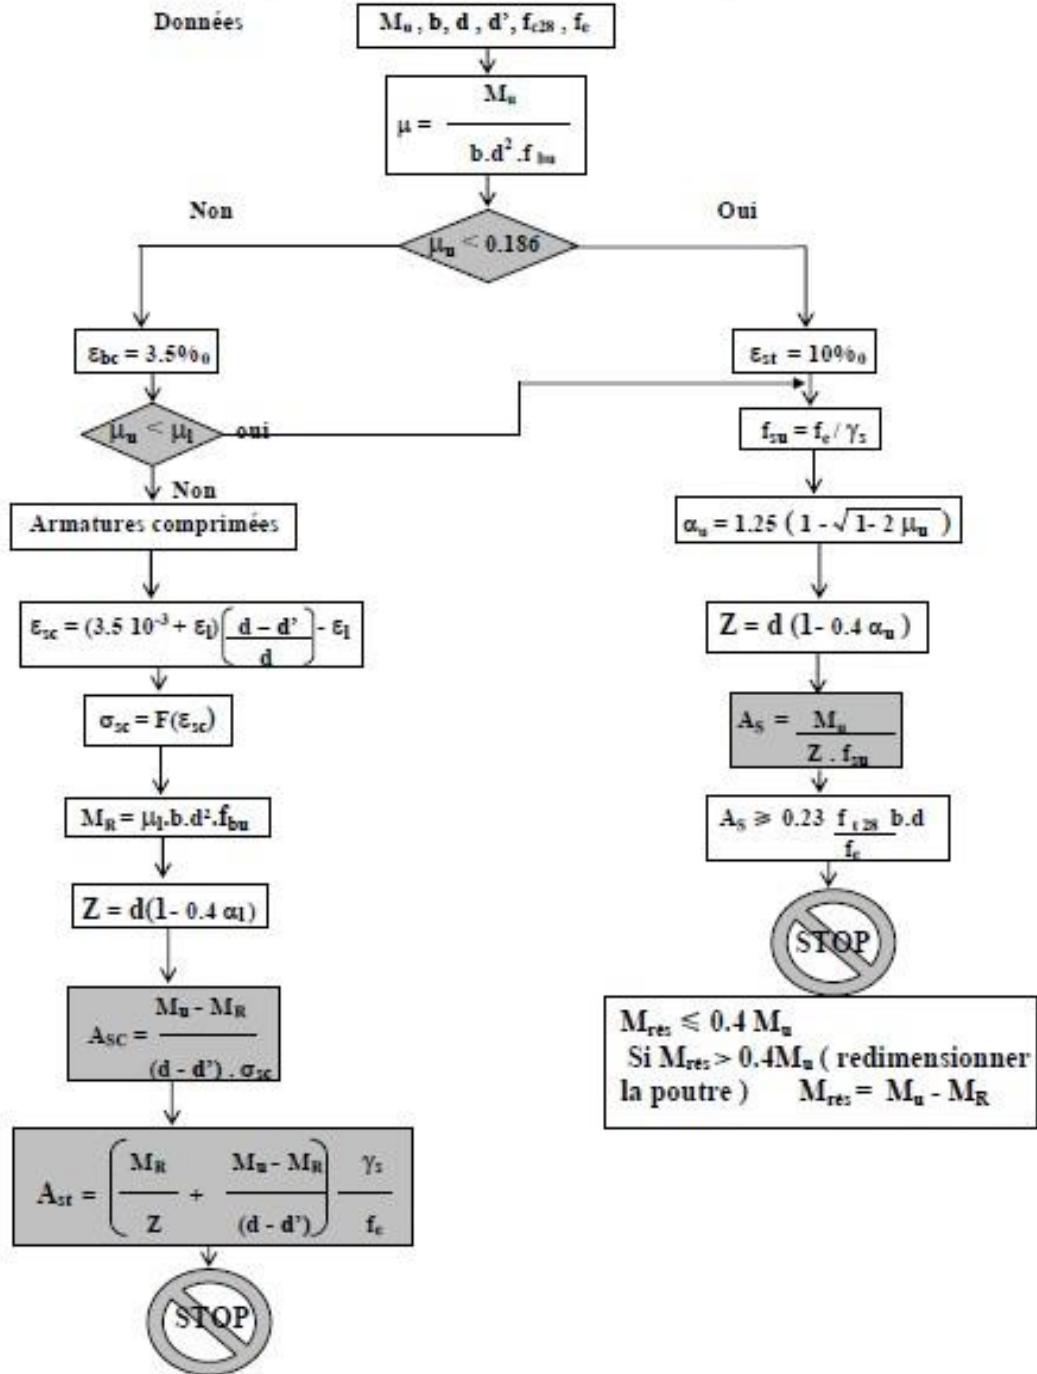 Données
Mu , b, d , d', fc28 , fe
μ = Mu / b.d² .f bu
Non
Oui
μu < 0.186
εbc = 3.5%0
εst = 10%0
μu < μl
oui
fsu = fe / γs
Non
Armatures comprimées
αu = 1.25 ( 1 - √ 1- 2 μu )
εsc = (3.5 10⁻³ + εl) ( d – d' / d ) - εl
Z = d (1- 0.4 αu )
σsc = F(εsc)
AS = Mu / Z . fsu
MR = μl.b.d².fbu
AS ⩾ 0.23 f c28 / fe b.d
Z = d(1- 0.4 αl)
STOP
ASC = Mu - MR / (d - d') . σsc
Mrés ⩽ 0.4 Mu
Si Mrés > 0.4Mu ( redimensionner
la poutre ) Mrés = Mu - MR
Ast = ( MR / Z + Mu - MR / (d - d') ) γs / fe
STOP